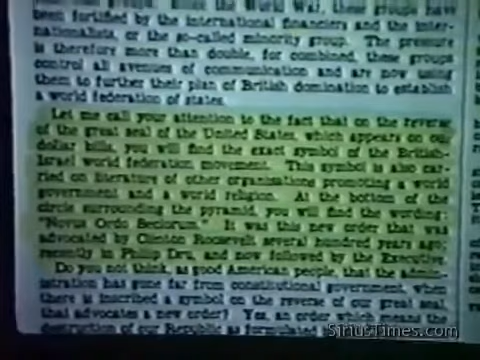 Since the World War, these groups have
been fortified by the international financiers and the inter-
nationalists, or the so-called minority group. The pressure
is therefore more than double, for combined, these groups
control all avenues of communication and are now using
them to further their plan of British domination to establish
a world federation of states.
Let me call your attention to the fact that on the reverse
of the great seal of the United States, which appears on our
dollar bills, you will find the exact symbol of the British-
Israel world federation movement. This symbol is also car-
ried on literature of other organizations promoting a world
government and a world religion. At the bottom of the
circle surrounding the pyramid, you will find the wording:
"Novus Ordo Seclorum." It was this new order that was
advocated by Clinton Roosevelt several hundred years ago;
recently in Philip Dru, and now followed by the Executive.
Do you not think, as good American people, that the admin-
istration has gone far from constitutional government, when
there is inscribed a symbol on the reverse of our great seal
that advocates a new order? Yes, an order which means the
destruction of our Republic as formulated
SiriusTimes.com